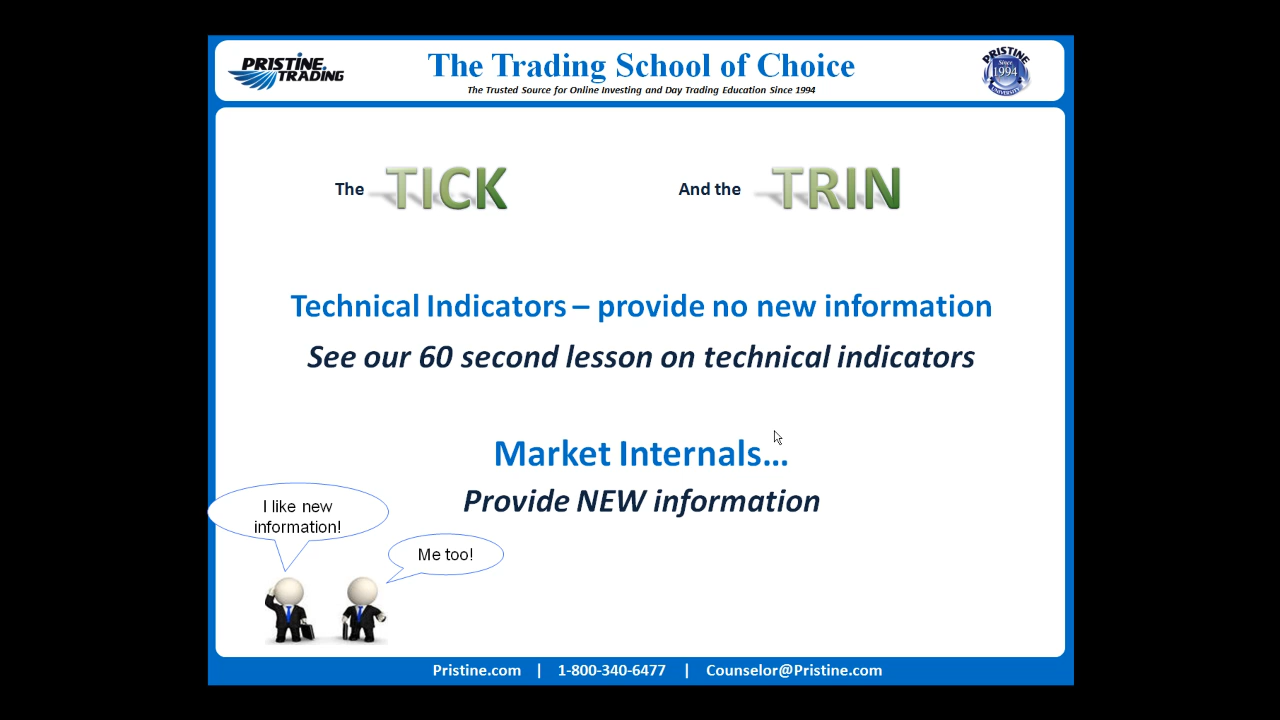 PRISTINE
TRADING
The Trading School of Choice
The Trusted Source for Online Investing and Day Trading Education Since 1994
PRISTINE
Since
1994
UNIVERSITY
The TICK
And the TRIN
Technical Indicators – provide no new information
See our 60 second lesson on technical indicators
Market Internals…
Provide NEW information
I like new
information!
Me too!
Pristine.com | 1-800-340-6477 | Counselor@Pristine.com